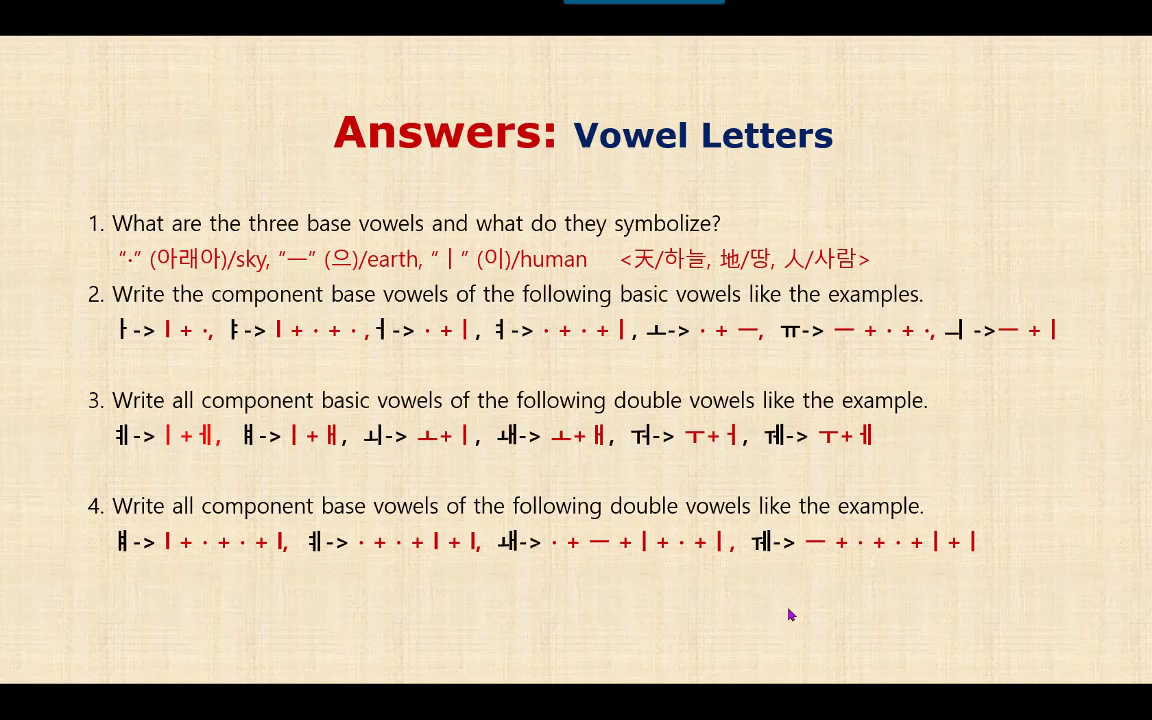 Answers: Vowel Letters
1. What are the three base vowels and what do they symbolize?
“·” (아래아)/sky, “ㅡ” (으)/earth, “ㅣ” (이)/human <天/하늘, 地/땅, 人/사람>
2. Write the component base vowels of the following basic vowels like the examples.
ㅏ-> ㅣ + ·, ㅑ-> ㅣ + · + · , ㅓ-> · + ㅣ, ㅕ-> · + · + ㅣ, ㅗ-> · + ㅡ, ㅠ-> ㅡ + · + ·, ㅢ ->ㅡ + ㅣ
3. Write all component basic vowels of the following double vowels like the example.
ㅖ-> ㅣ+ㅔ, ㅒ-> ㅣ+ㅐ, ㅚ-> ㅗ+ㅣ, ㅙ-> ㅗ+ㅐ, ㅝ-> ㅜ+ㅓ, ㅞ-> ㅜ+ㅔ
4. Write all component base vowels of the following double vowels like the example.
ㅒ-> ㅣ + · + · + ㅣ, ㅖ-> · + · + ㅣ + ㅣ, ㅙ-> · + ㅡ + ㅣ + · + ㅣ, ㅞ-> ㅡ + · + · + ㅣ + ㅣ